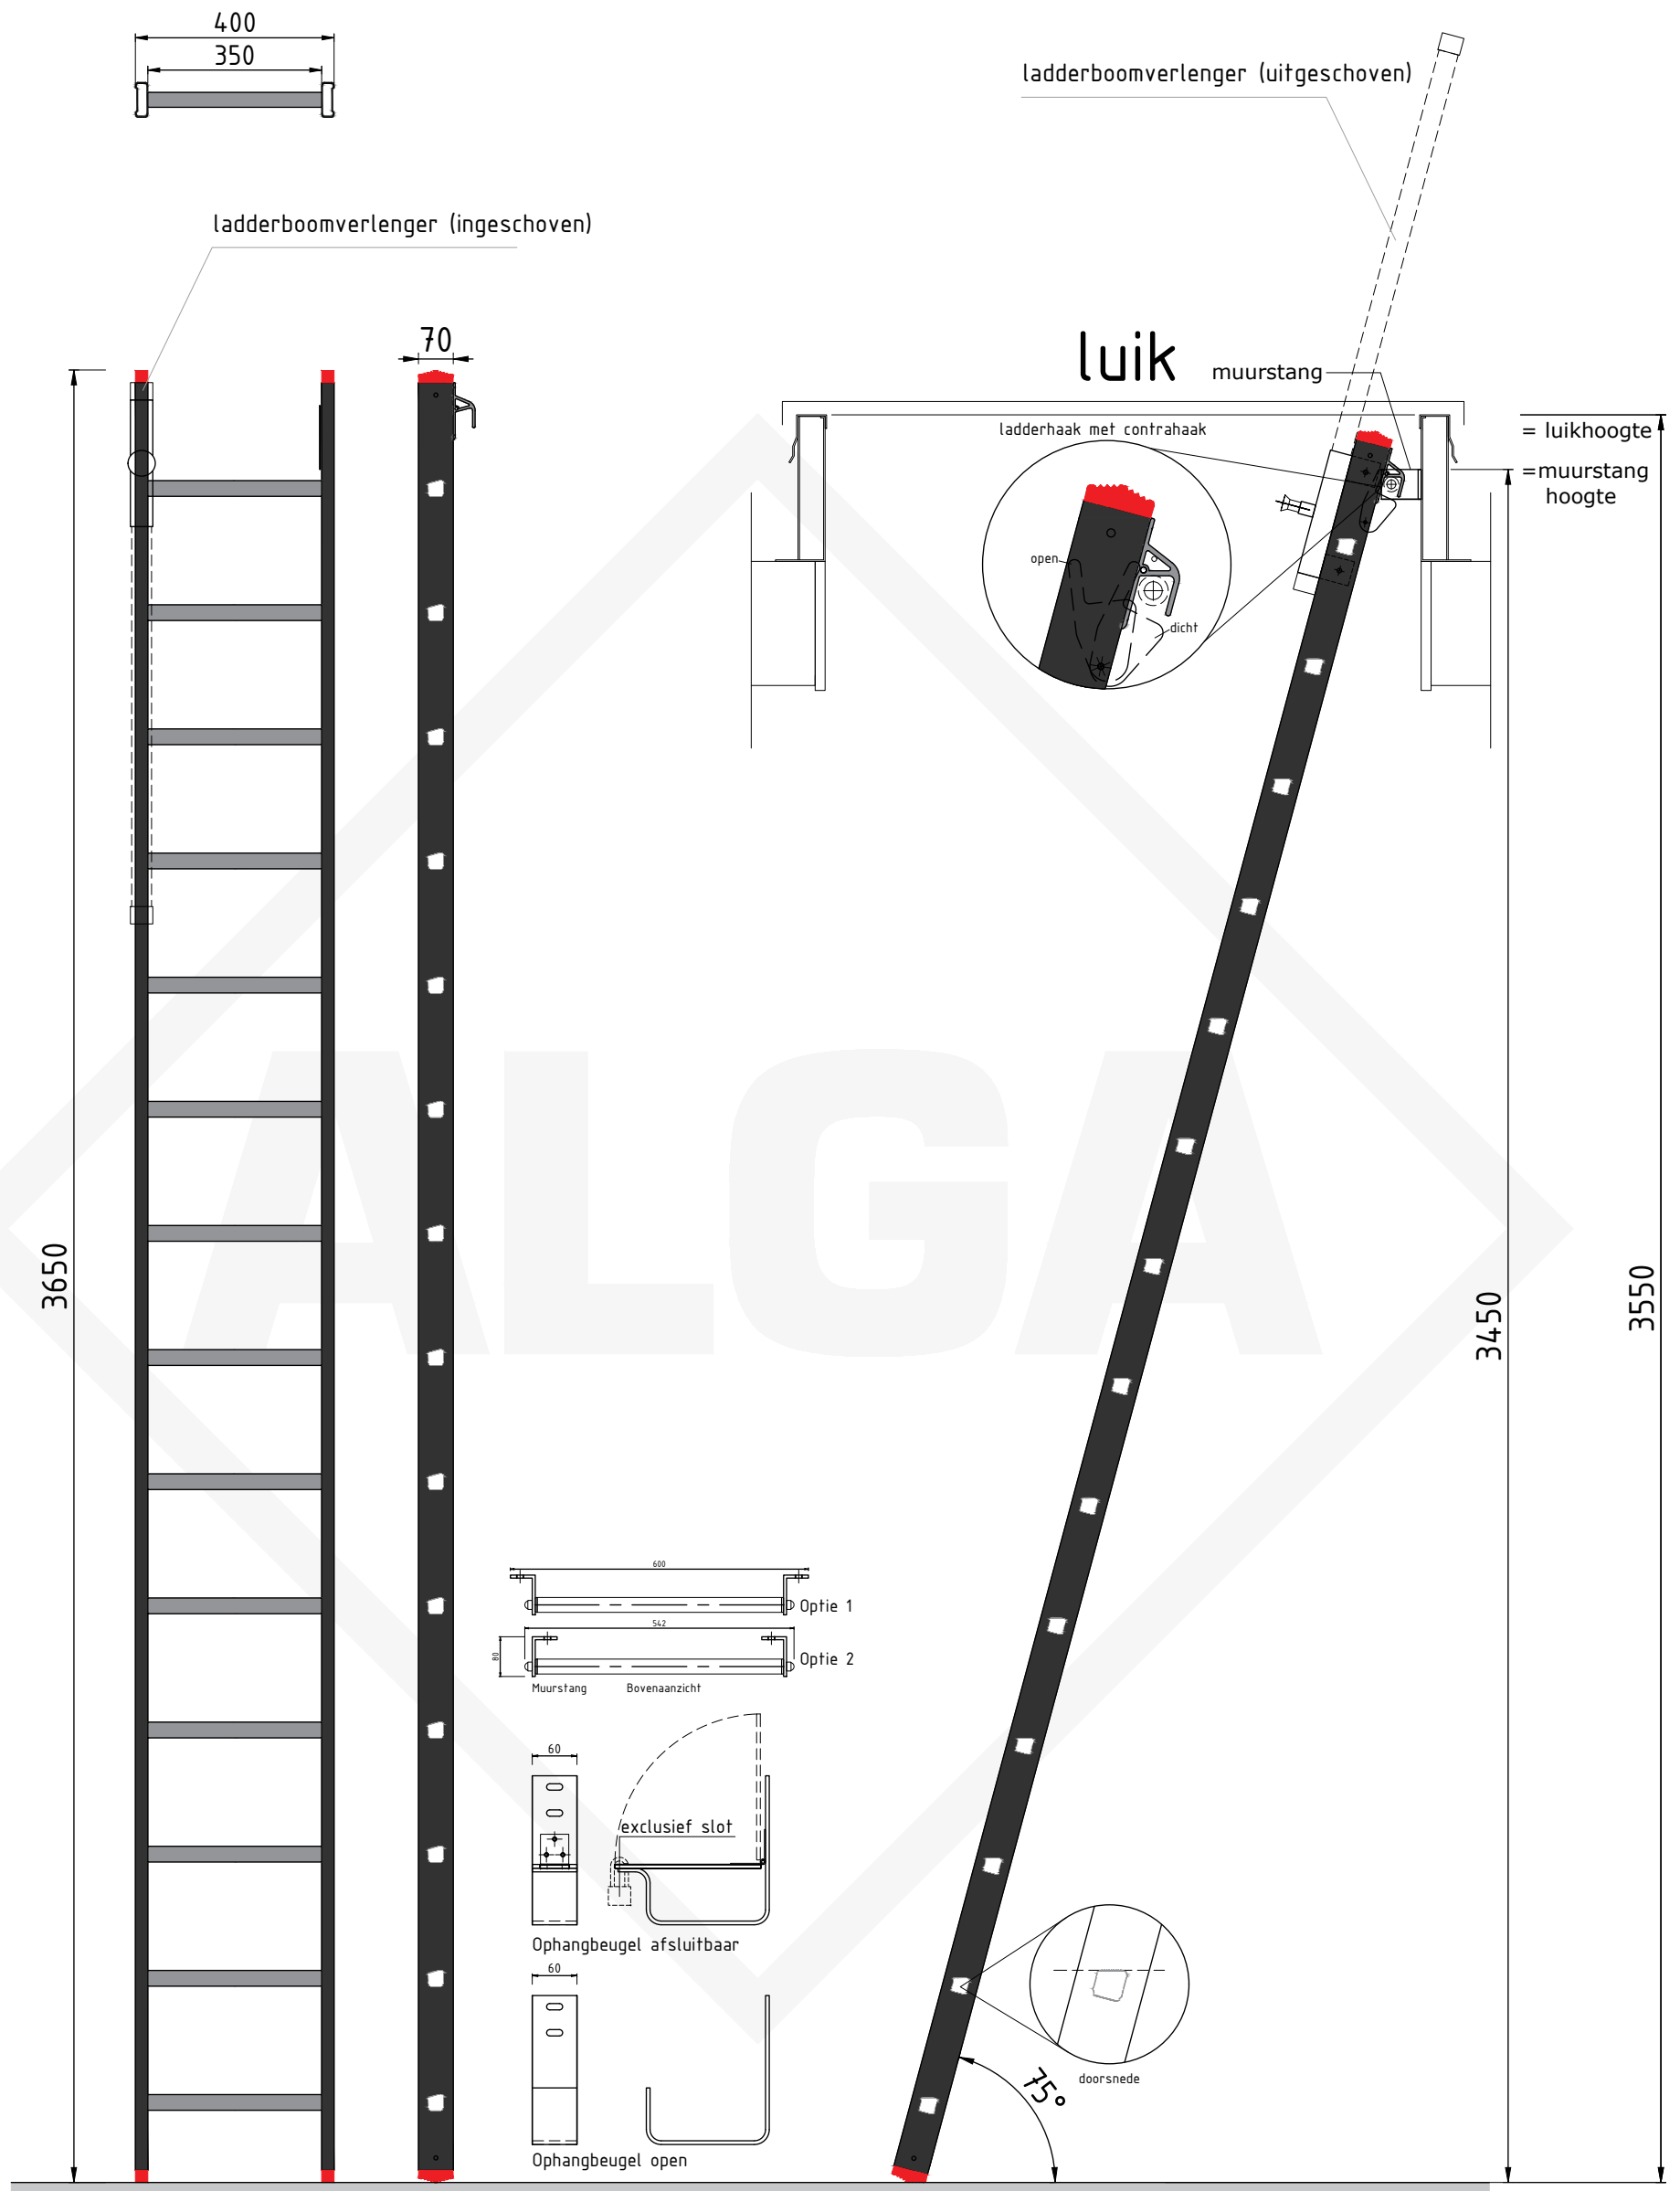 400
350
ladderboomverlenger (uitgeschoven)
ladderboomverlenger (ingeschoven)
70
luik
muurstang
ladderhaak met contrahaak
= luikhoogte
=muurstang
hoogte
open
dicht
3650
ALGA
3450
3550
600
Optie 1
542
80
Optie 2
Muurstang
Bovenaanzicht
60
exclusief slot
Ophangbeugel afsluitbaar
60
Ophangbeugel open
75°
doorsnede